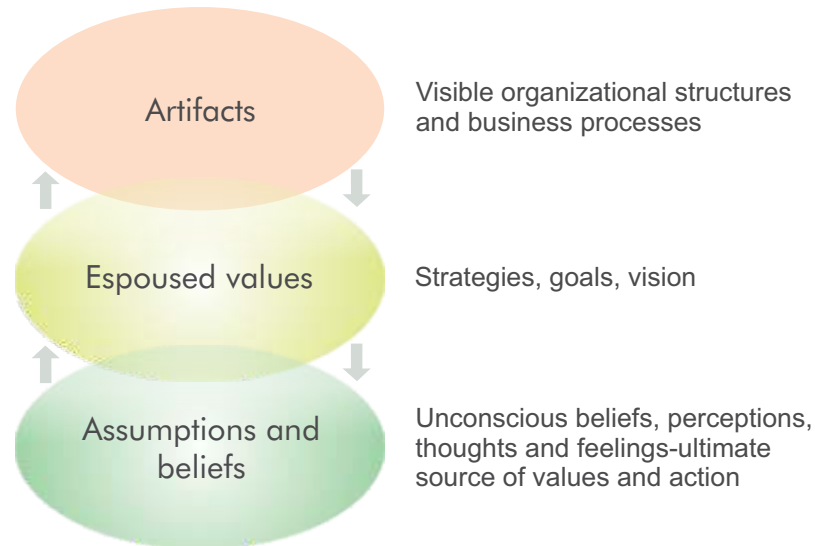 Artifacts
Visible organizational structures
and business processes
Espoused values
Strategies, goals, vision
Assumptions and
beliefs
Unconscious beliefs, perceptions,
thoughts and feelings-ultimate
source of values and action